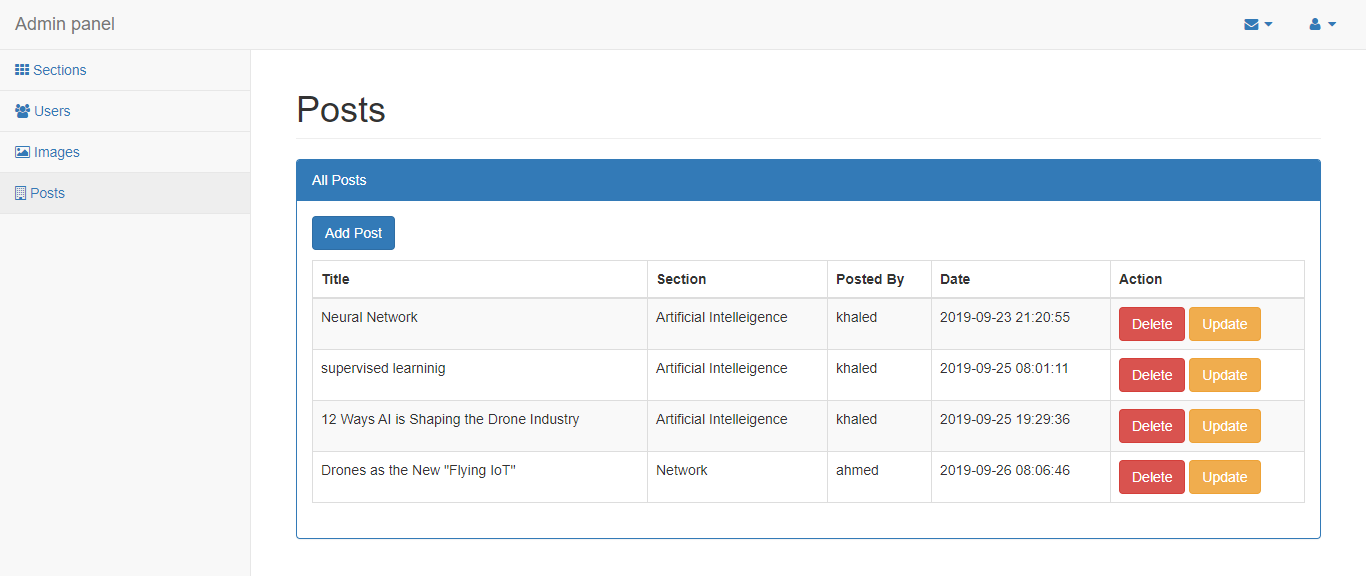 Admin panel
Sections
Users
Images
Posts
Posts
All Posts
Add Post
Title Section Posted By Date Action
Neural Network Artificial Intelleigence khaled 2019-09-23 21:20:55 Delete Update
supervised learninig Artificial Intelleigence khaled 2019-09-25 08:01:11 Delete Update
12 Ways AI is Shaping the Drone Industry Artificial Intelleigence khaled 2019-09-25 19:29:36 Delete Update
Drones as the New "Flying IoT" Network ahmed 2019-09-26 08:06:46 Delete Update